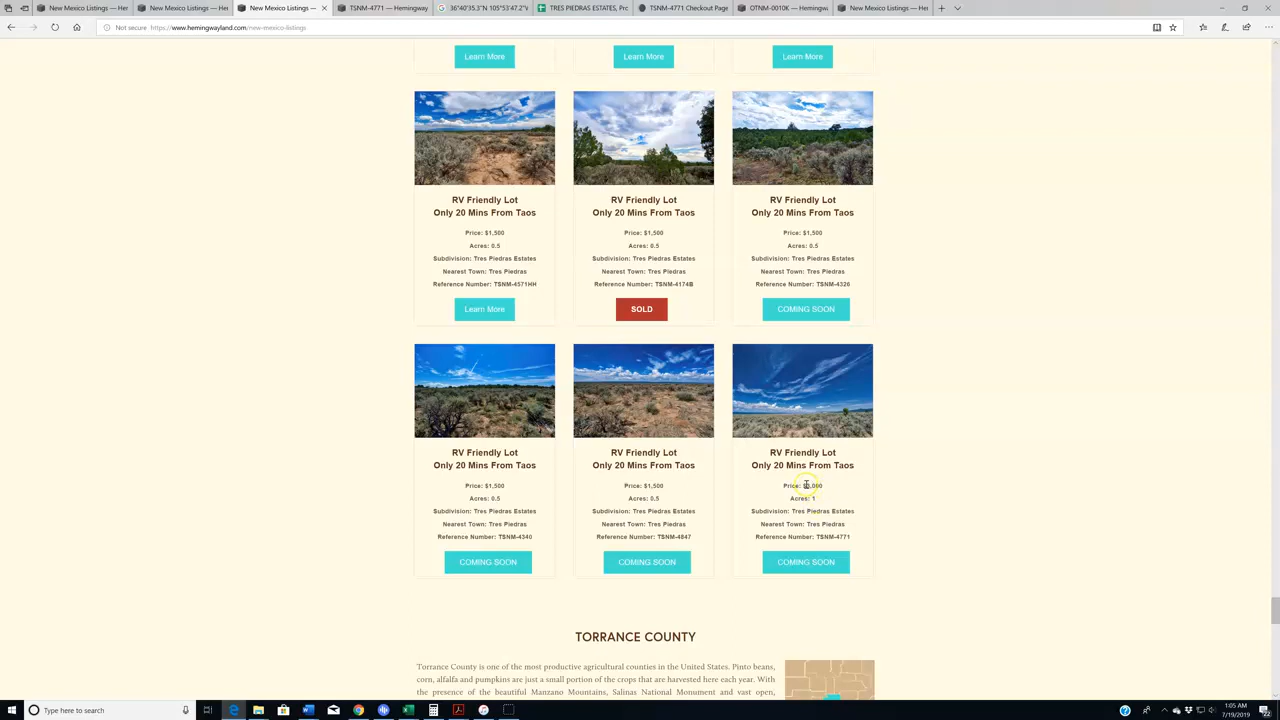 New Mexico Listings — Her
New Mexico Listings — Her
New Mexico Listings —
TSNM-4771 — Hemingway
36°40'35.3"N 105°53'47.2"V
TRES PIEDRAS ESTATES, Pro
TSNM-4771 Checkout Page
OTNM-0010K — Hemingwa
New Mexico Listings — Her
Not secure https://www.hemingwayland.com/new-mexico-listings
Learn More
Learn More
Learn More
RV Friendly Lot
Only 20 Mins From Taos
Price: $1,500
Acres: 0.5
Subdivision: Tres Piedras Estates
Nearest Town: Tres Piedras
Reference Number: TSNM-4571HH
Learn More
RV Friendly Lot
Only 20 Mins From Taos
Price: $1,500
Acres: 0.5
Subdivision: Tres Piedras Estates
Nearest Town: Tres Piedras
Reference Number: TSNM-4174B
SOLD
RV Friendly Lot
Only 20 Mins From Taos
Price: $1,500
Acres: 0.5
Subdivision: Tres Piedras Estates
Nearest Town: Tres Piedras
Reference Number: TSNM-4326
COMING SOON
RV Friendly Lot
Only 20 Mins From Taos
Price: $1,500
Acres: 0.5
Subdivision: Tres Piedras Estates
Nearest Town: Tres Piedras
Reference Number: TSNM-4340
COMING SOON
RV Friendly Lot
Only 20 Mins From Taos
Price: $1,500
Acres: 0.5
Subdivision: Tres Piedras Estates
Nearest Town: Tres Piedras
Reference Number: TSNM-4847
COMING SOON
RV Friendly Lot
Only 20 Mins From Taos
Price:
Acres: 1
Subdivision: Tres Piedras Estates
Nearest Town: Tres Piedras
Reference Number: TSNM-4771
COMING SOON
TORRANCE COUNTY
Torrance County is one of the most productive agricultural counties in the United States. Pinto beans,
corn, alfalfa and pumpkins are just a small portion of the crops that are harvested here each year. With
the presence of the beautiful Manzano Mountains, Salinas National Monument and vast open,
Type here to search
1:05 AM
7/19/2019